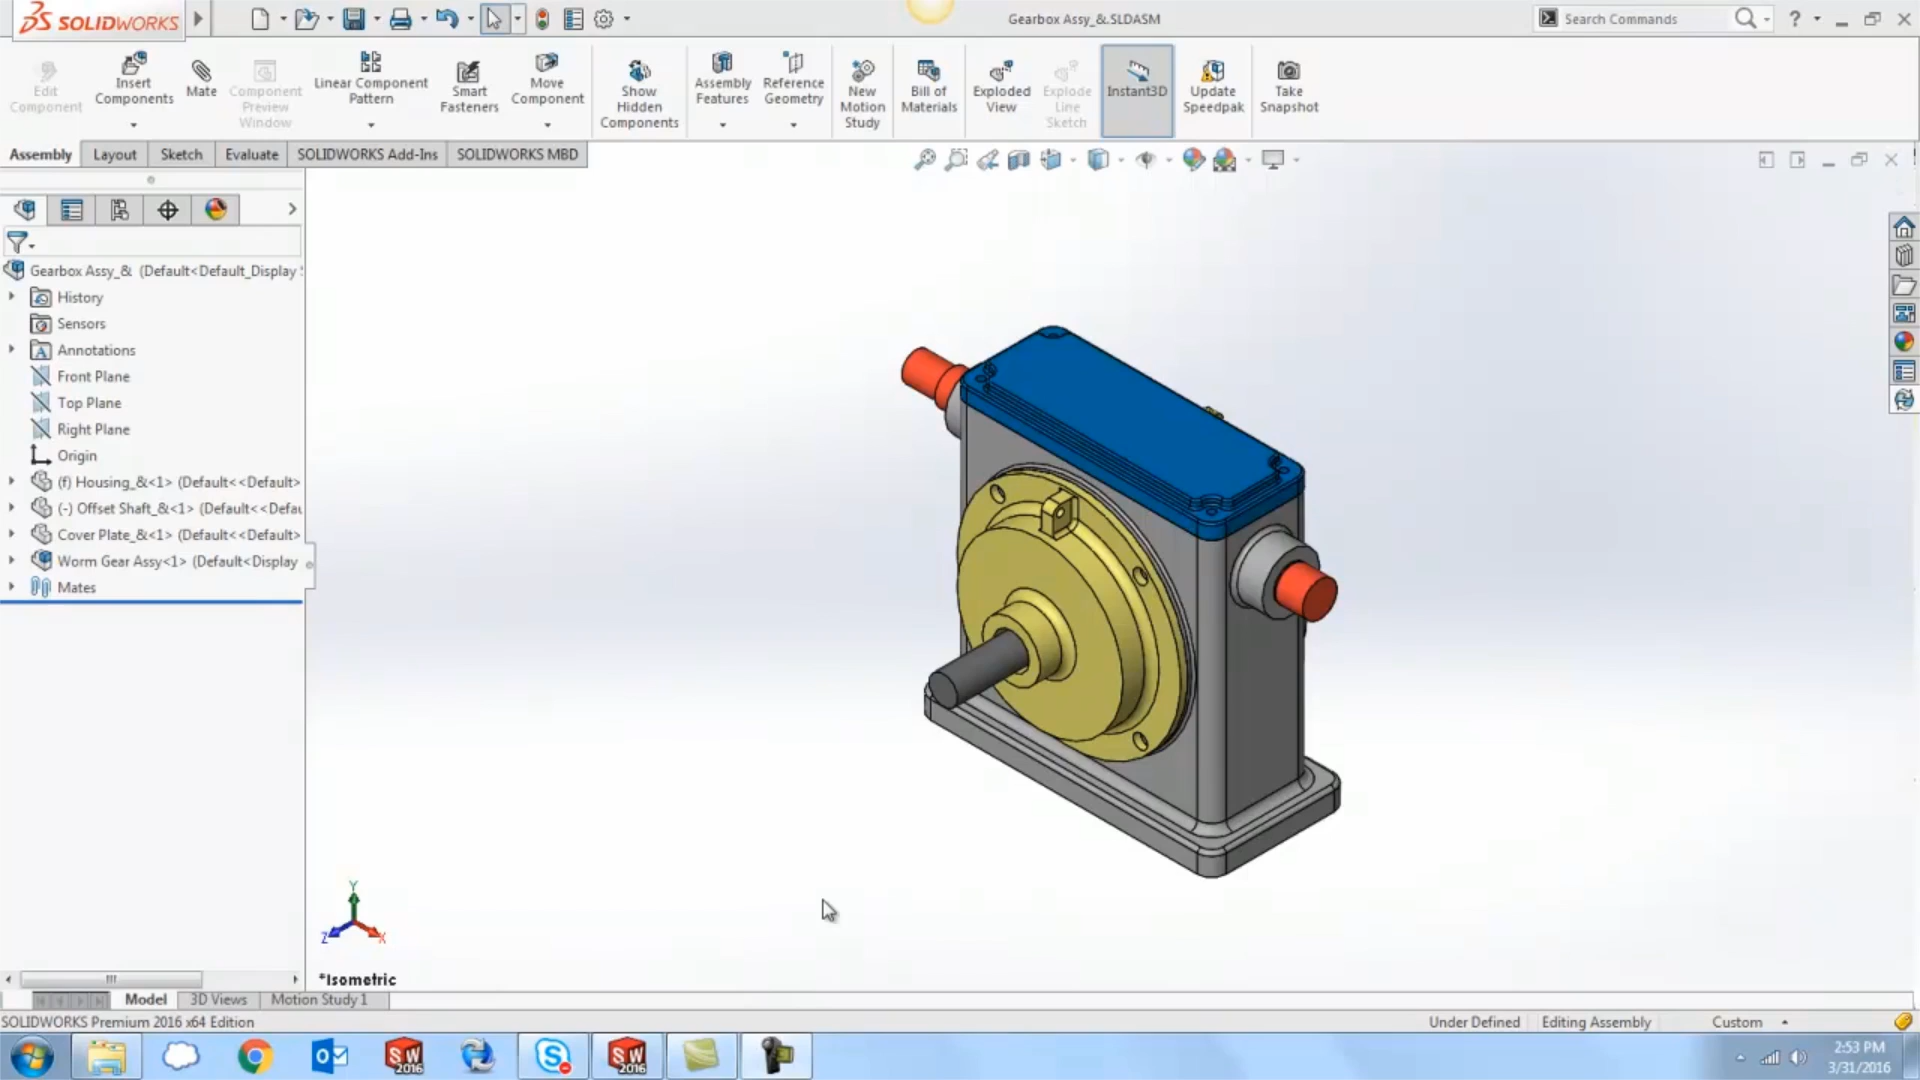 SOLIDWORKS
Gearbox Assy_&.SLDASM
Search Commands
?
Edit Component
Insert Components
Mate
Component Preview Window
Linear Component Pattern
Smart Fasteners
Move Component
Show Hidden Components
Assembly Features
Reference Geometry
New Motion Study
Bill of Materials
Exploded View
Explode Line Sketch
Instant3D
Update Speedpak
Take Snapshot
Assembly
Layout
Sketch
Evaluate
SOLIDWORKS Add-Ins
SOLIDWORKS MBD
Gearbox Assy_& (Default<Default_Display
History
Sensors
Annotations
Front Plane
Top Plane
Right Plane
Origin
(f) Housing_&<1> (Default<<Default>
(-) Offset Shaft_&<1> (Default<<Defau
Cover Plate_&<1> (Default<<Default>
Worm Gear Assy<1> (Default<Display
Mates
Y
Z
X
*Isometric
Model
3D Views
Motion Study 1
SOLIDWORKS Premium 2016 x64 Edition
Under Defined
Editing Assembly
Custom
SW 2016
SW 2016
2:53 PM
3/31/2016